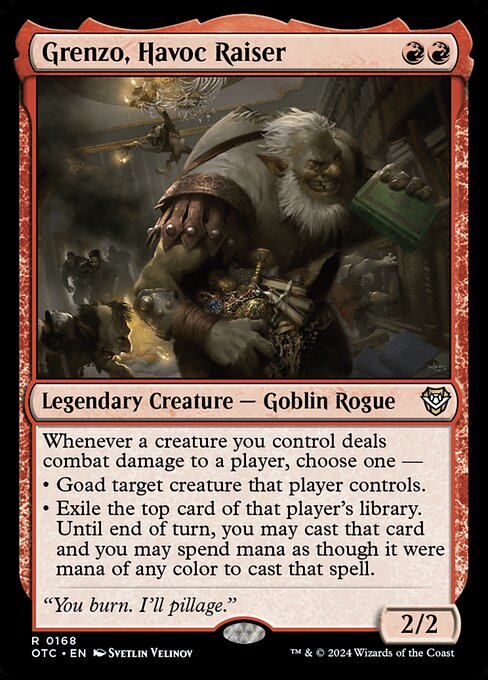 Grenzo, Havoc Raiser
Legendary Creature — Goblin Rogue
Whenever a creature you control deals
combat damage to a player, choose one —
• Goad target creature that player controls.
• Exile the top card of that player's library.
Until end of turn, you may cast that card
and you may spend mana as though it were
mana of any color to cast that spell.
“You burn. I'll pillage.”
2/2
R 0168
OTC • EN Svetlin Velinov
™ & © 2024 Wizards of the Coast